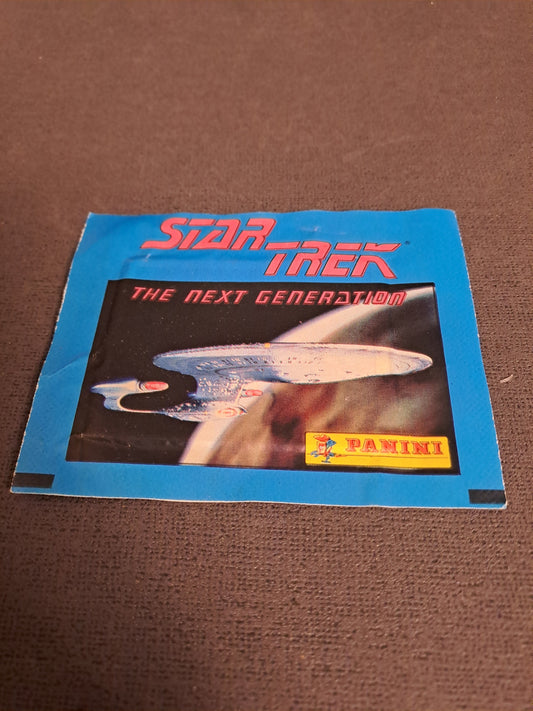 STAR
TREK
THE NEXT GENERATION
PANINI